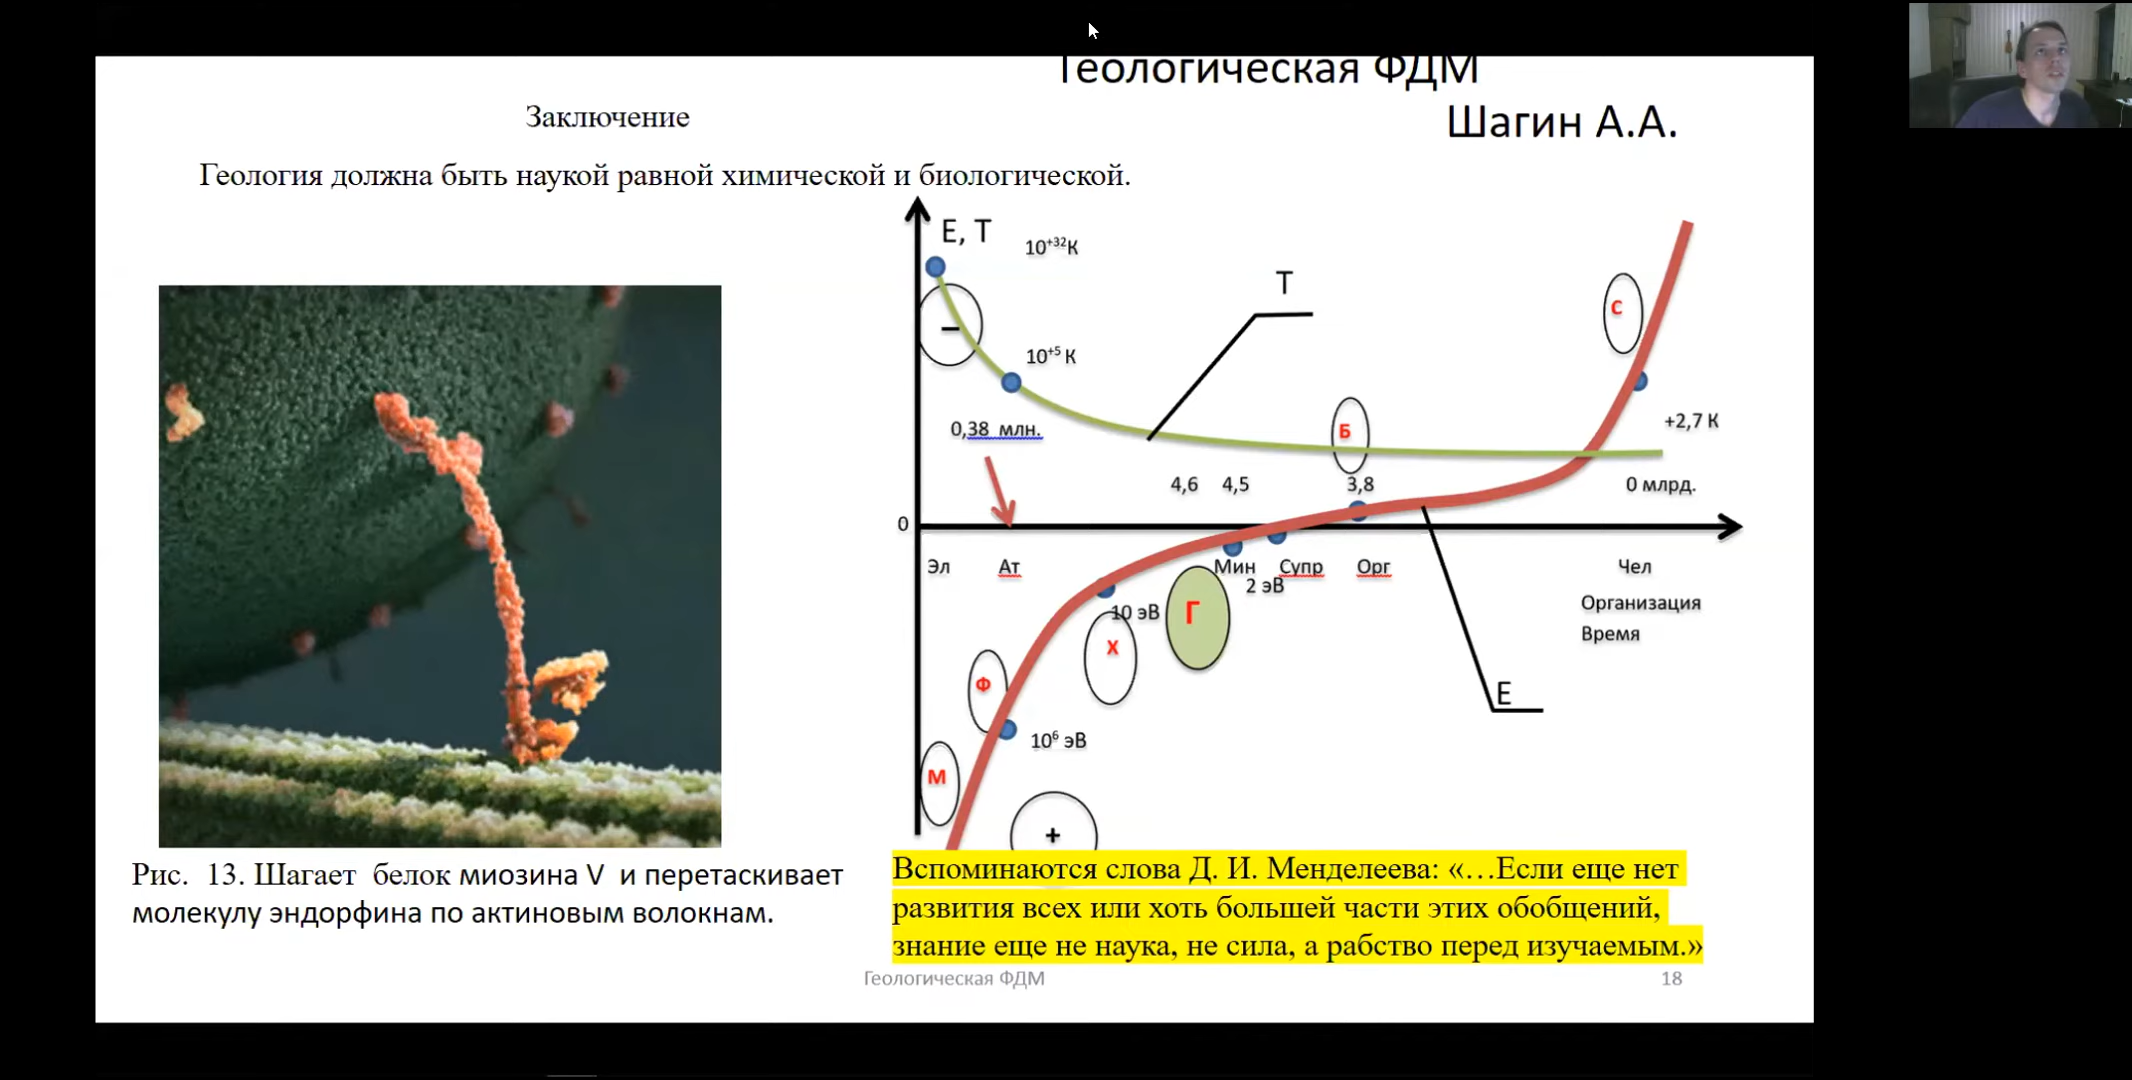 Геологическая ФДМ
Шагин А.А.
Заключение
Геология должна быть наукой равной химической и биологической.
Е, Т
10⁺³²К
–
10⁺⁵ К
Т
С
0,38 млн.
Б
+2,7 К
4,6 4,5 3,8 0 млрд.
0
Эл Ат Мин Супр Орг Чел
2 эВ
10 эВ
Г
Х
Организация
Время
Ф
Е
10⁶ эВ
М
+
Рис. 13. Шагает белок миозина V и перетаскивает
молекулу эндорфина по актиновым волокнам.
Вспоминаются слова Д. И. Менделеева: «…Если еще нет
развития всех или хоть большей части этих обобщений,
знание еще не наука, не сила, а рабство перед изучаемым.»
Геологическая ФДМ 18